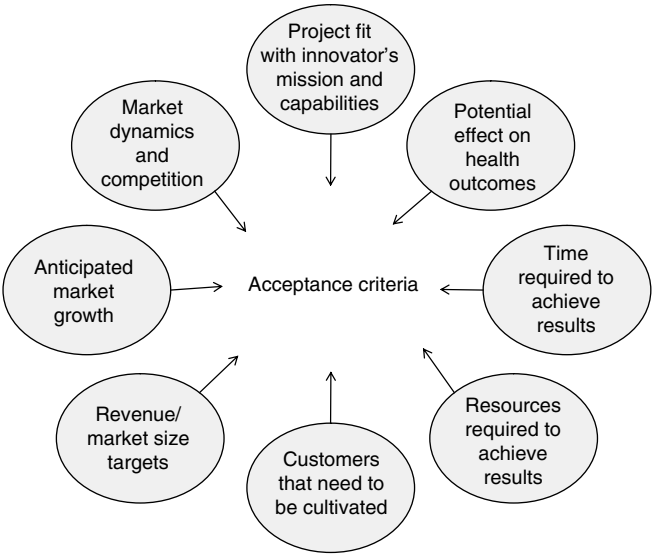 Project fit
with innovator's
mission and
capabilities
Potential
effect on
health
outcomes
Time
required to
achieve
results
Resources
required to
achieve
results
Customers
that need to
be cultivated
Revenue/
market size
targets
Anticipated
market
growth
Market
dynamics
and
competition
Acceptance criteria